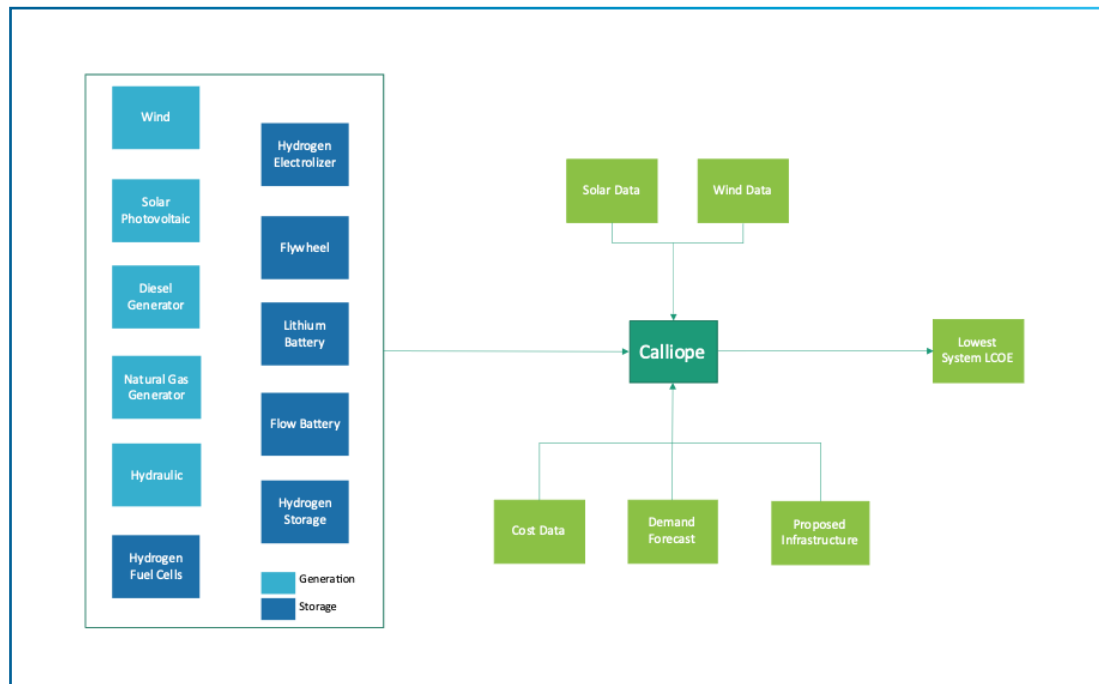 Wind
Solar
Photovoltaic
Diesel
Generator
Natural Gas
Generator
Hydraulic
Hydrogen
Fuel Cells
Hydrogen
Electrolizer
Flywheel
Lithium
Battery
Flow Battery
Hydrogen
Storage
Generation
Storage
Solar Data
Wind Data
Calliope
Cost Data
Demand
Forecast
Proposed
Infrastructure
Lowest
System LCOE